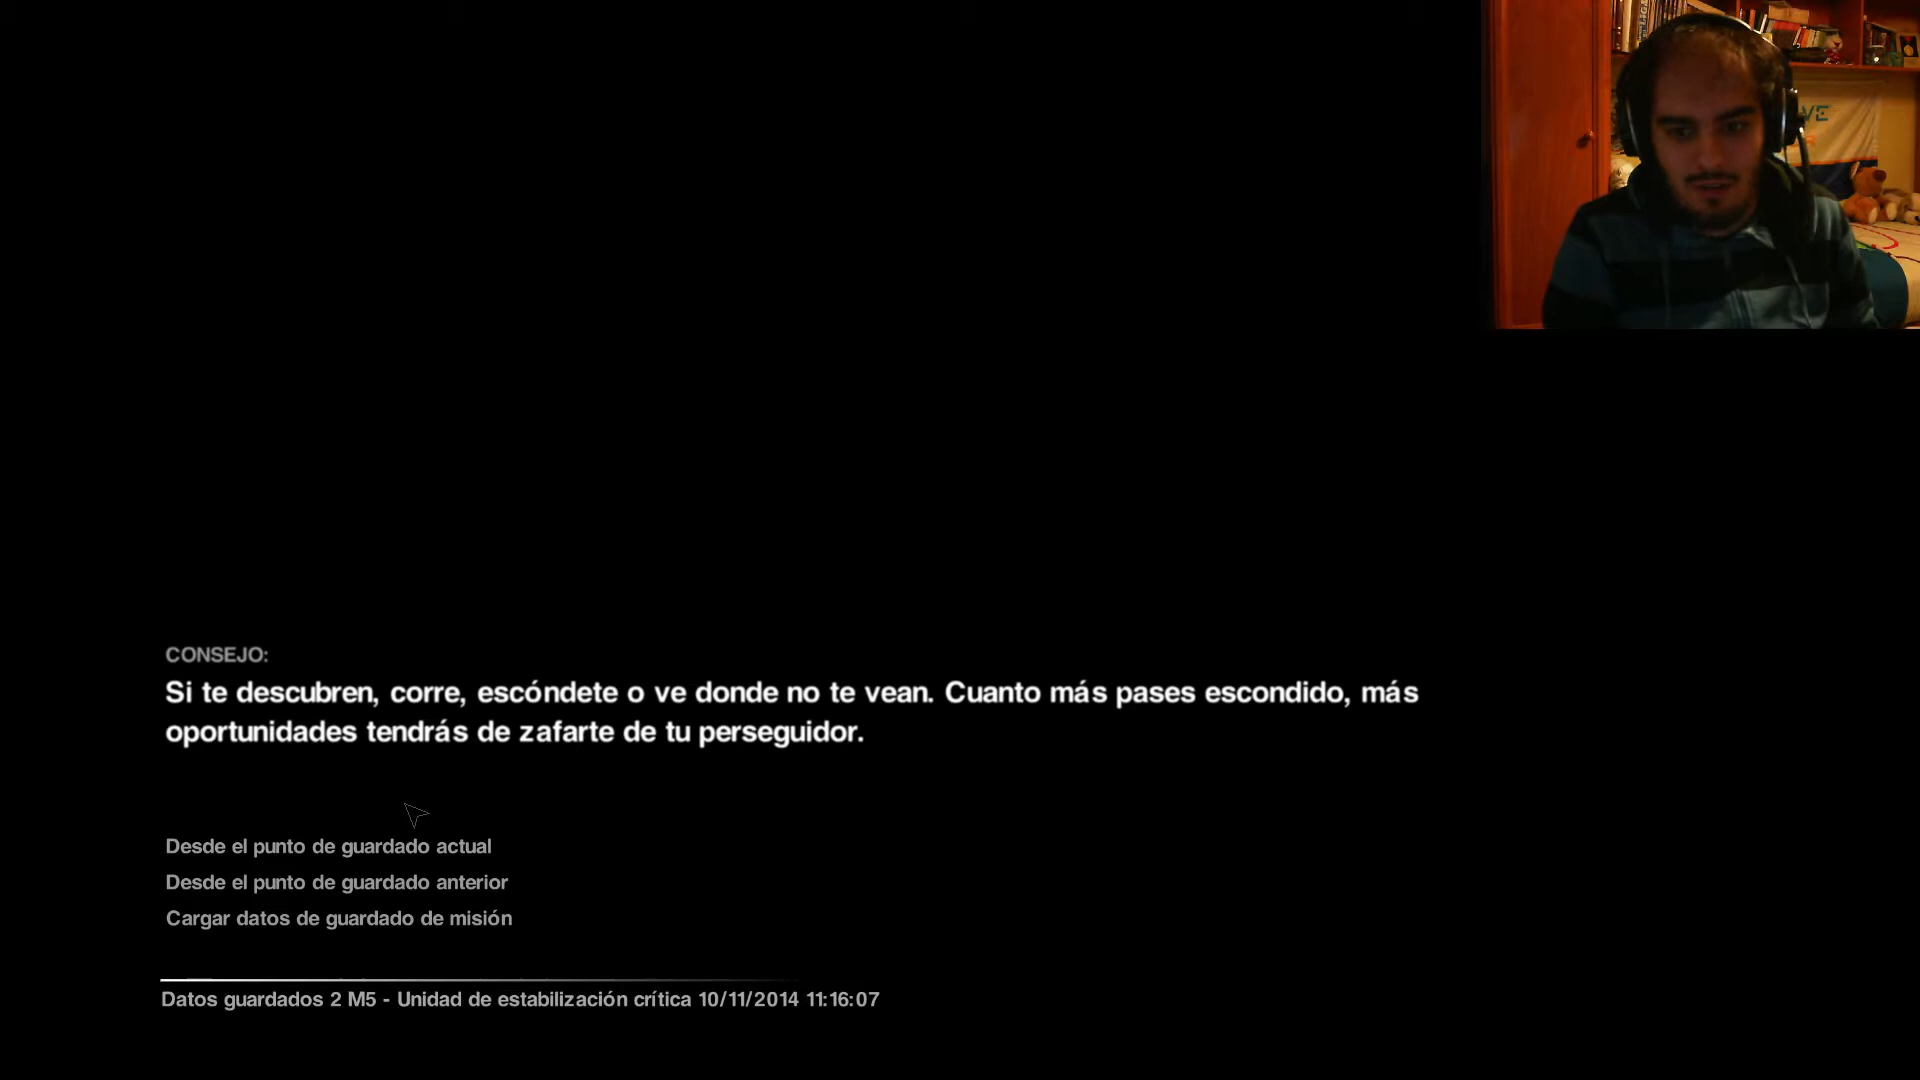 CONSEJO:
Si te descubren, corre, escóndete o ve donde no te vean. Cuanto más pases escondido, más
oportunidades tendrás de zafarte de tu perseguidor.
Desde el punto de guardado actual
Desde el punto de guardado anterior
Cargar datos de guardado de misión
Datos guardados 2 M5 - Unidad de estabilización crítica 10/11/2014 11:16:07